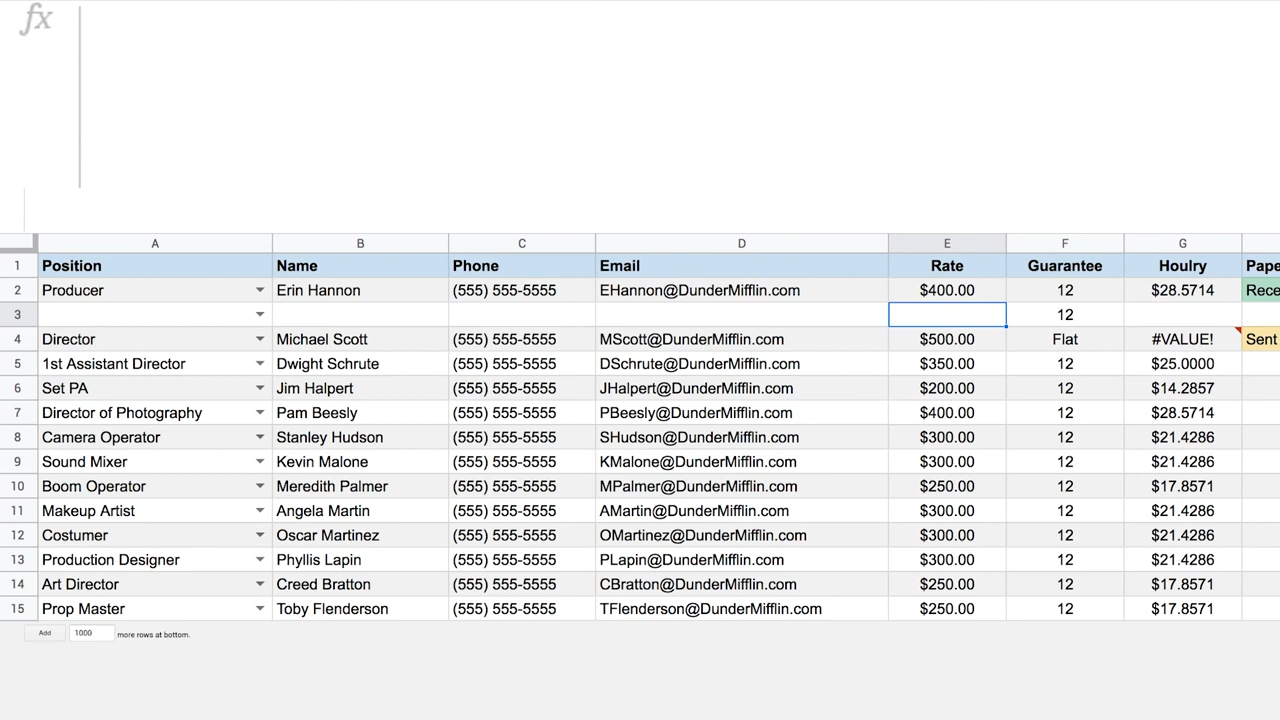 fx
A B C D E F G
1 Position Name Phone Email Rate Guarantee Houlry Pape
2 Producer Erin Hannon (555) 555-5555 EHannon@DunderMifflin.com $400.00 12 $28.5714 Rece
3 12
4 Director Michael Scott (555) 555-5555 MScott@DunderMifflin.com $500.00 Flat #VALUE! Sent
5 1st Assistant Director Dwight Schrute (555) 555-5555 DSchrute@DunderMifflin.com $350.00 12 $25.0000
6 Set PA Jim Halpert (555) 555-5555 JHalpert@DunderMifflin.com $200.00 12 $14.2857
7 Director of Photography Pam Beesly (555) 555-5555 PBeesly@DunderMifflin.com $400.00 12 $28.5714
8 Camera Operator Stanley Hudson (555) 555-5555 SHudson@DunderMifflin.com $300.00 12 $21.4286
9 Sound Mixer Kevin Malone (555) 555-5555 KMalone@DunderMifflin.com $300.00 12 $21.4286
10 Boom Operator Meredith Palmer (555) 555-5555 MPalmer@DunderMifflin.com $250.00 12 $17.8571
11 Makeup Artist Angela Martin (555) 555-5555 AMartin@DunderMifflin.com $300.00 12 $21.4286
12 Costumer Oscar Martinez (555) 555-5555 OMartinez@DunderMifflin.com $300.00 12 $21.4286
13 Production Designer Phyllis Lapin (555) 555-5555 PLapin@DunderMifflin.com $300.00 12 $21.4286
14 Art Director Creed Bratton (555) 555-5555 CBratton@DunderMifflin.com $250.00 12 $17.8571
15 Prop Master Toby Flenderson (555) 555-5555 TFlenderson@DunderMifflin.com $250.00 12 $17.8571
Add 1000 more rows at bottom.